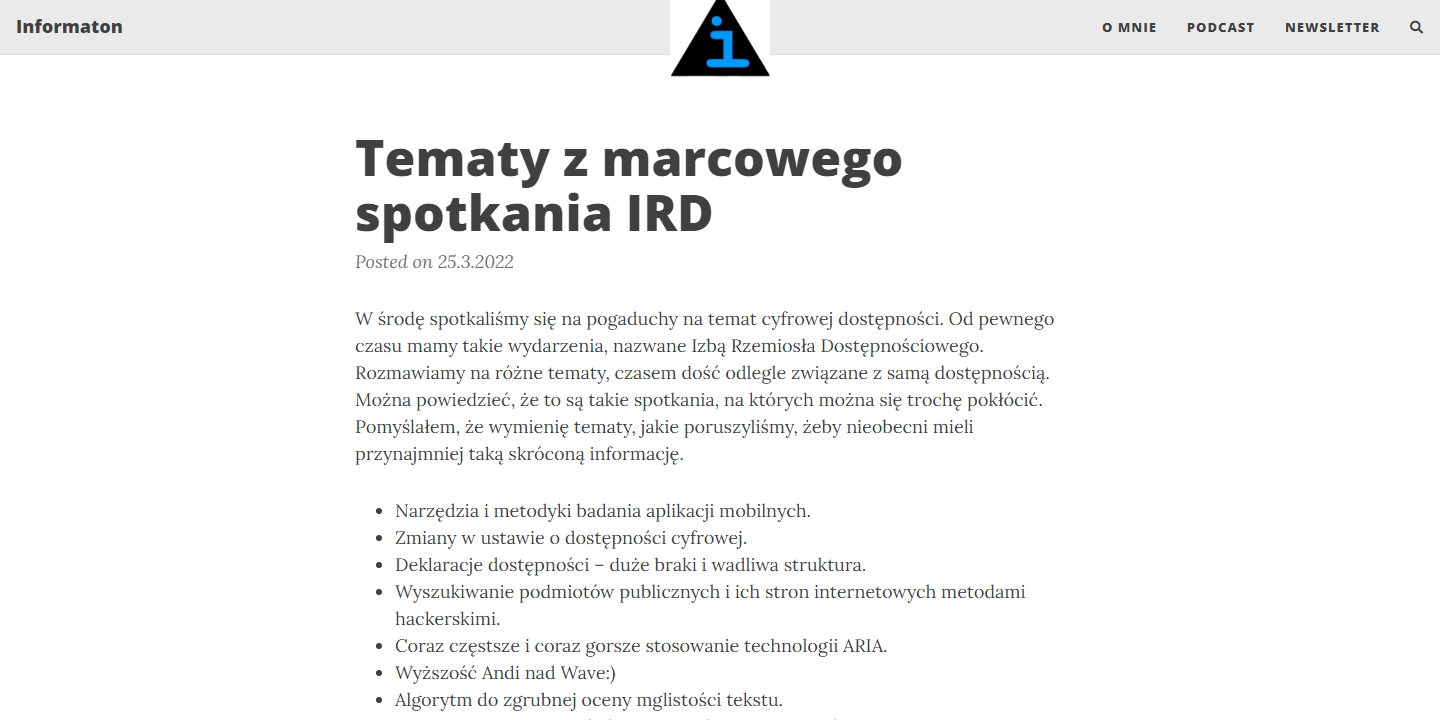 Informaton
i
O MNIE
PODCAST
NEWSLETTER
Tematy z marcowego
spotkania IRD
Posted on 25.3.2022
W środę spotkaliśmy się na pogaduchy na temat cyfrowej dostępności. Od pewnego
czasu mamy takie wydarzenia, nazwane Izbą Rzemiosła Dostępnościowego.
Rozmawiamy na różne tematy, czasem dość odlegle związane z samą dostępnością.
Można powiedzieć, że to są takie spotkania, na których można się trochę pokłócić.
Pomyślałem, że wymienię tematy, jakie poruszyliśmy, żeby nieobecni mieli
przynajmniej taką skróconą informację.
• Narzędzia i metodyki badania aplikacji mobilnych.
• Zmiany w ustawie o dostępności cyfrowej.
• Deklaracje dostępności – duże braki i wadliwa struktura.
• Wyszukiwanie podmiotów publicznych i ich stron internetowych metodami
hackerskimi.
• Coraz częstsze i coraz gorsze stosowanie technologii ARIA.
• Wyższość Andi nad Wave:)
• Algorytm do zgrubnej oceny mglistości tekstu.